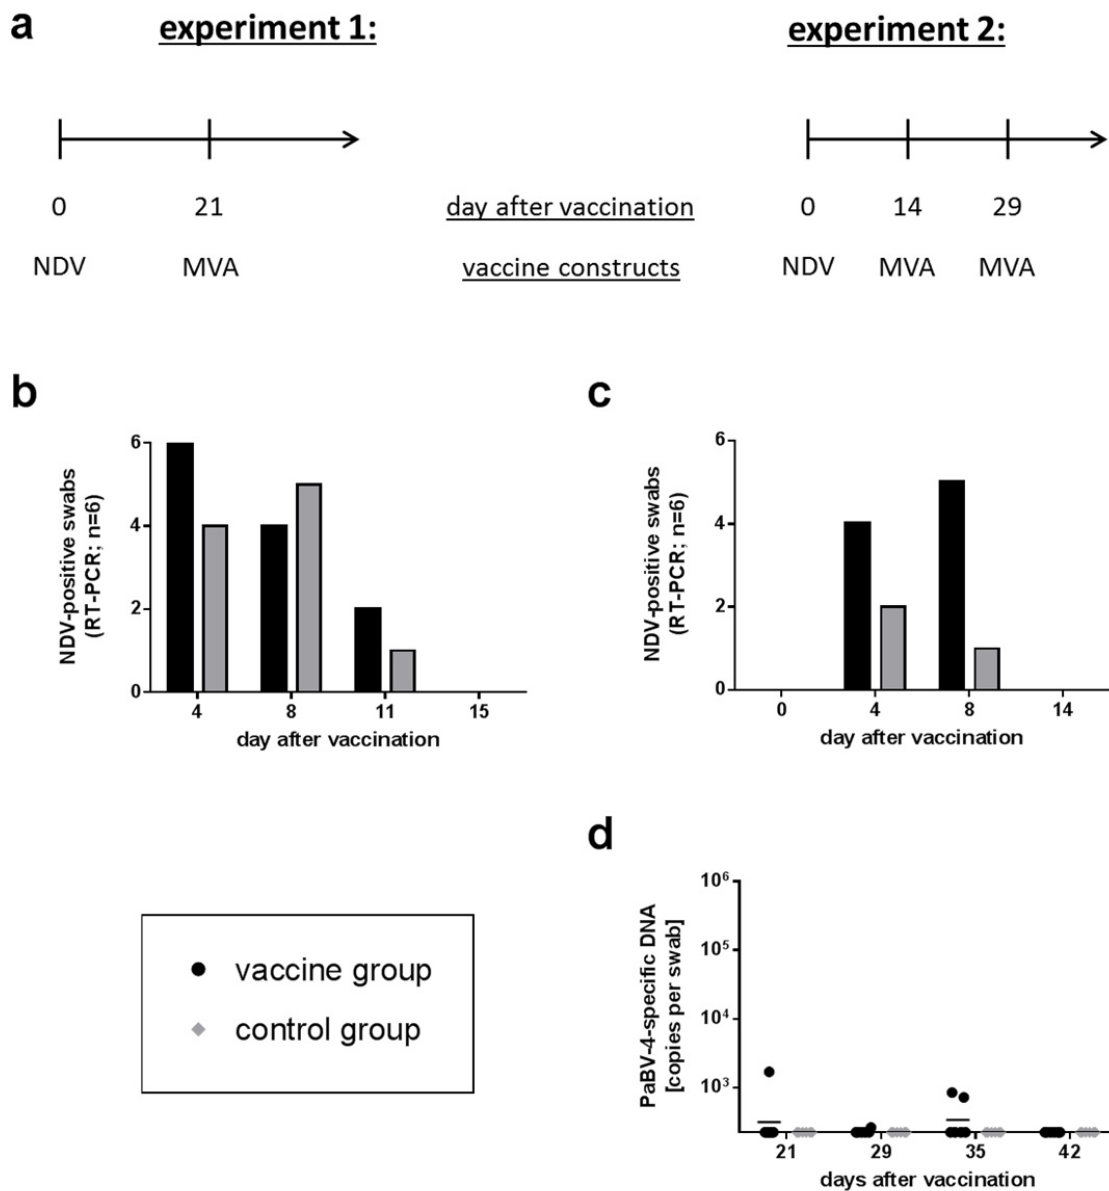 a
experiment 1:
experiment 2:
0
21
day after vaccination
0
14
29
NDV
MVA
vaccine constructs
NDV
MVA
MVA
b
NDV-positive swabs
(RT-PCR; n=6)
6
4
2
0
4
8
11
15
day after vaccination
c
NDV-positive swabs
(RT-PCR; n=6)
6
4
2
0
0
4
8
14
day after vaccination
vaccine group
control group
d
PaBV-4-specific DNA
[copies per swab]
10⁶
10⁵
10⁴
10³
21
29
35
42
days after vaccination